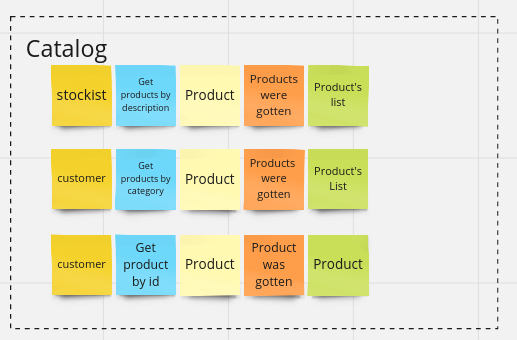 Catalog
stockist
Get
products by
description
Product
Products
were
gotten
Product's
list
customer
Get
products by
category
Product
Products
were
gotten
Product's
List
customer
Get
product
by id
Product
Product
was
gotten
Product